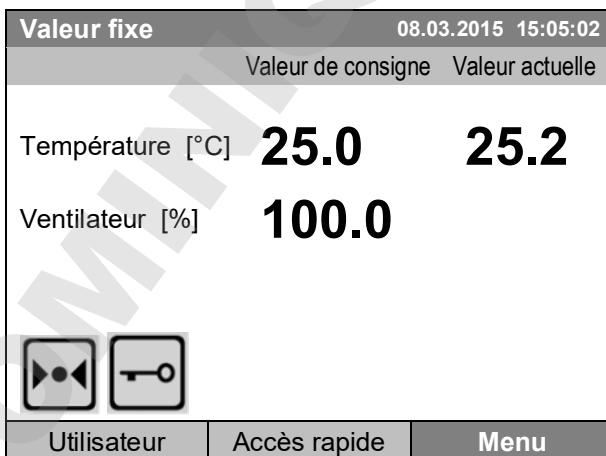 Valeur fixe 08.03.2015 15:05:02
Valeur de consigne Valeur actuelle
Température [°C] 25.0 25.2
Ventilateur [%] 100.0
Utilisateur Accès rapide Menu